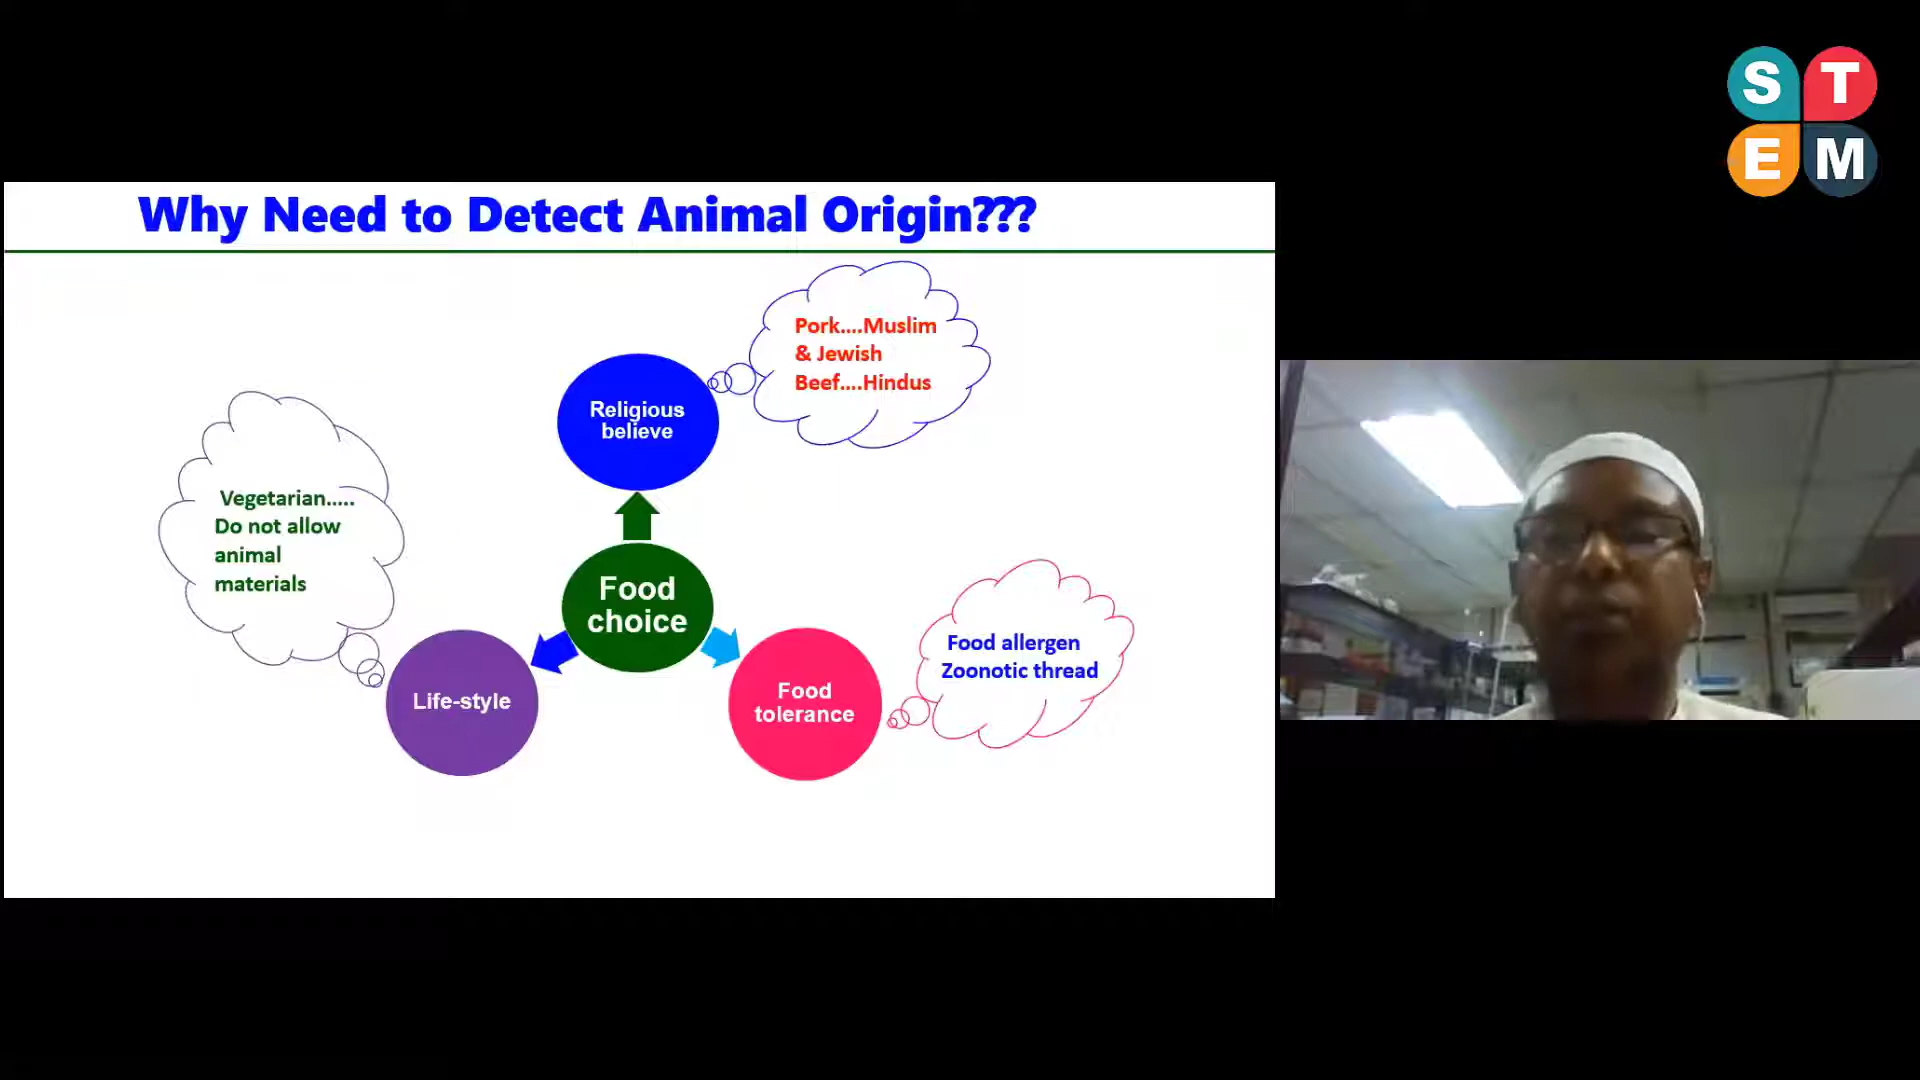 Why Need to Detect Animal Origin???
Pork....Muslim
& Jewish
Beef....Hindus
Religious
believe
Vegetarian.....
Do not allow
animal
materials
Food
choice
Food allergen
Zoonotic thread
Life-style
Food
tolerance
S T
E M